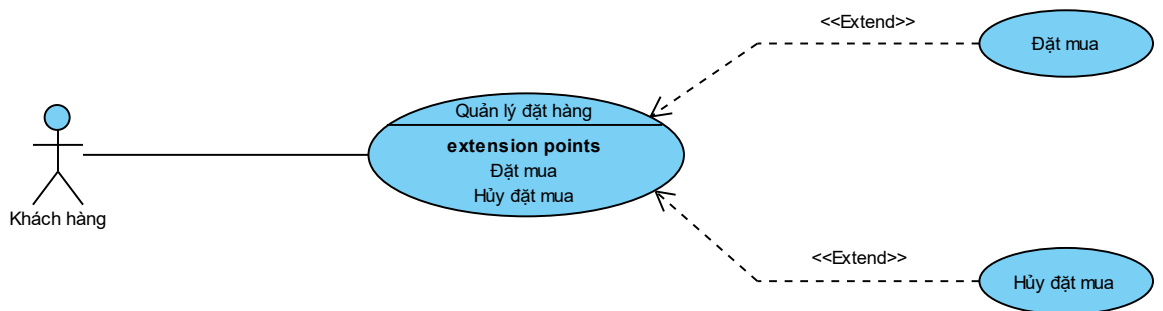 <<Extend>>
Đặt mua
Quản lý đặt hàng
extension points
Đặt mua
Hủy đặt mua
Khách hàng
<<Extend>>
Hủy đặt mua